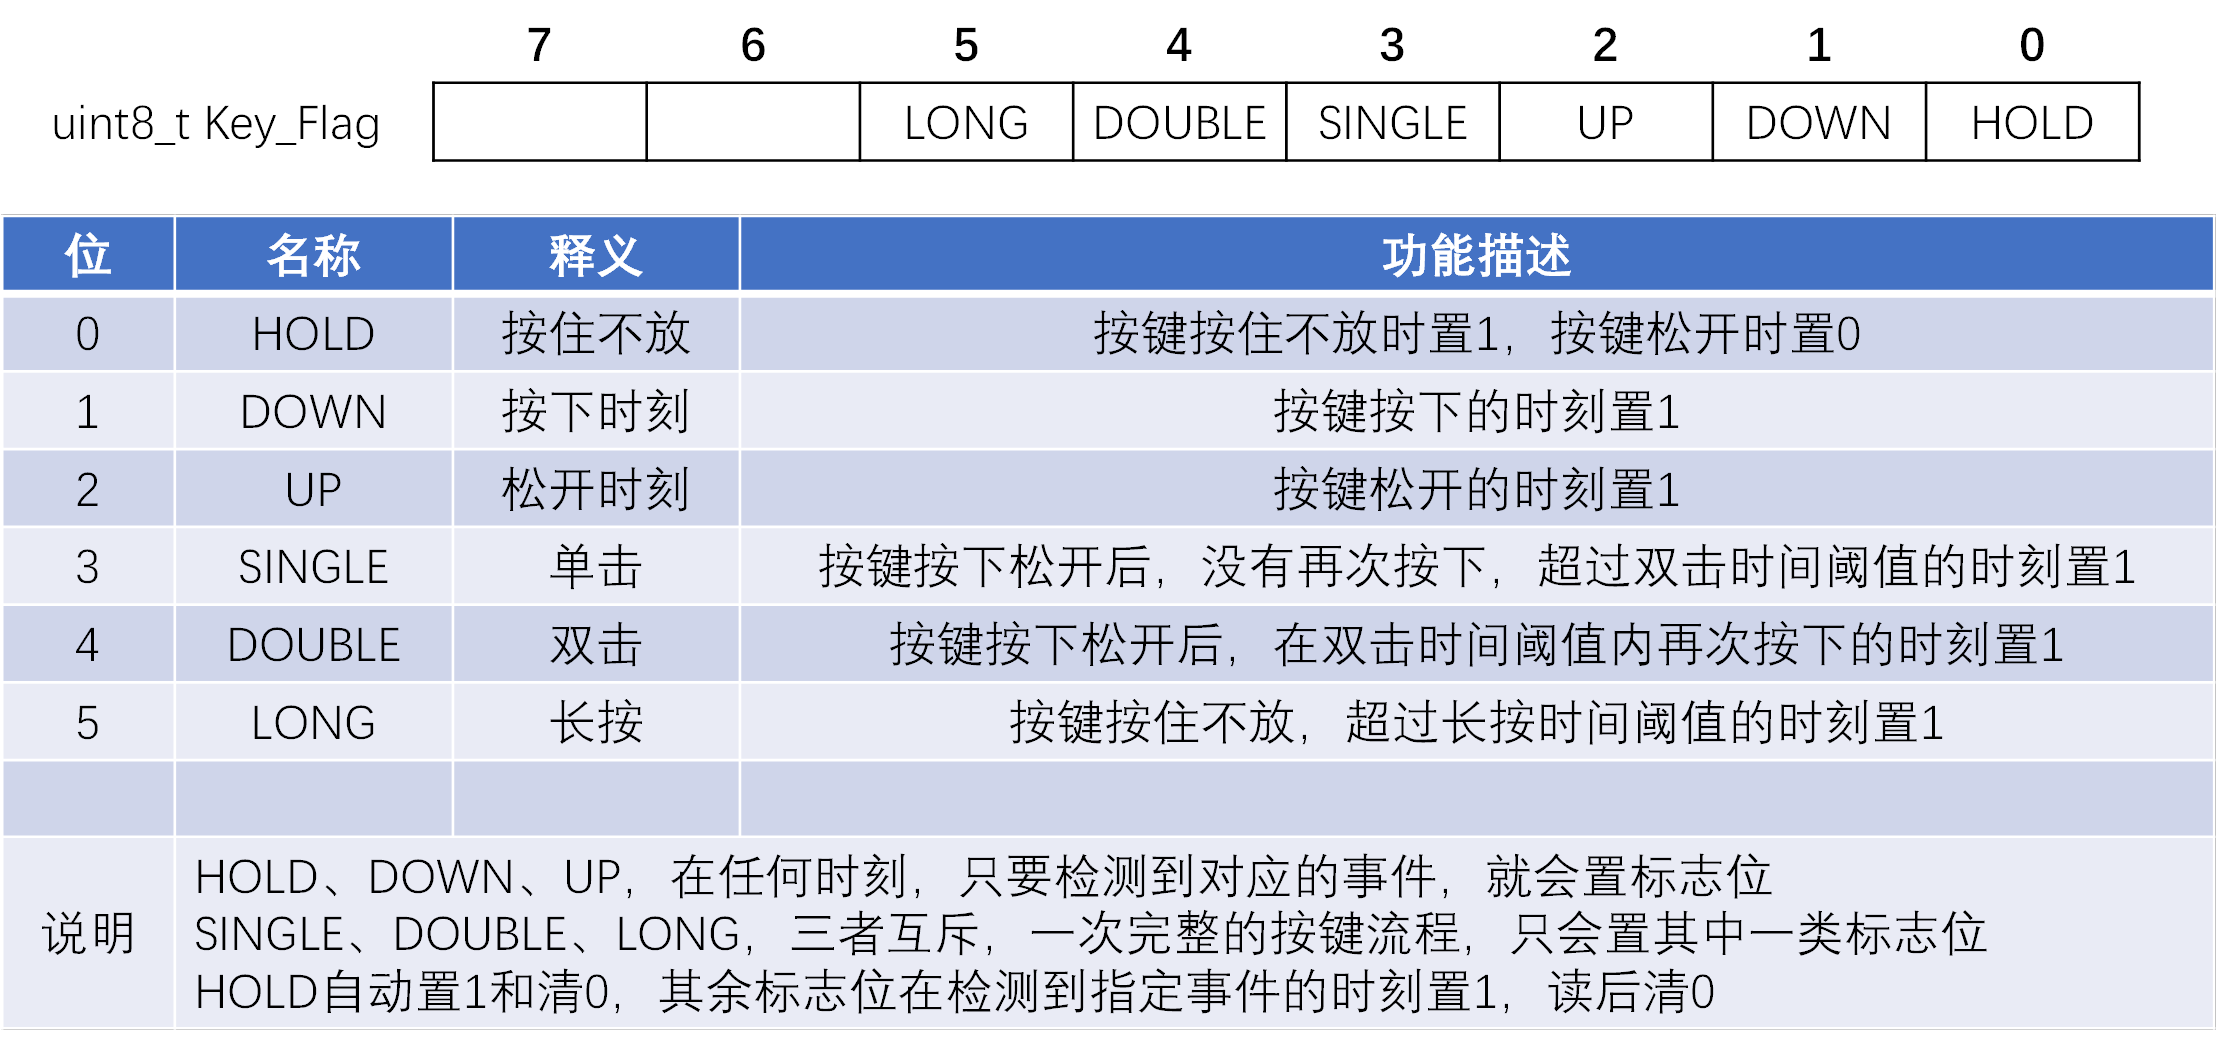 7 6 5 4 3 2 1 0
uint8_t Key_Flag LONG DOUBLE SINGLE UP DOWN HOLD
位 名称 释义 功能描述
0 HOLD 按住不放 按键按住不放时置1，按键松开时置0
1 DOWN 按下时刻 按键按下的时刻置1
2 UP 松开时刻 按键松开的时刻置1
3 SINGLE 单击 按键按下松开后，没有再次按下，超过双击时间阈值的时刻置1
4 DOUBLE 双击 按键按下松开后，在双击时间阈值内再次按下的时刻置1
5 LONG 长按 按键按住不放，超过长按时间阈值的时刻置1
说明
HOLD、DOWN、UP，在任何时刻，只要检测到对应的事件，就会置标志位
SINGLE、DOUBLE、LONG，三者互斥，一次完整的按键流程，只会置其中一类标志位
HOLD自动置1和清0，其余标志位在检测到指定事件的时刻置1，读后清0